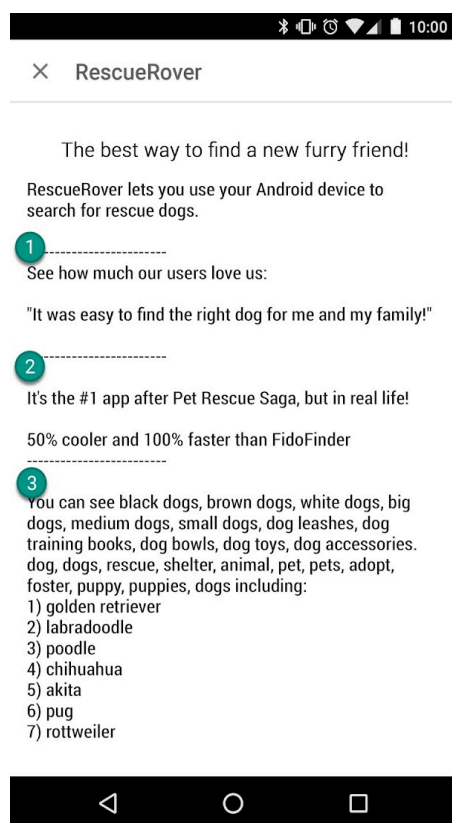 10:00
RescueRover
The best way to find a new furry friend!
RescueRover lets you use your Android device to
search for rescue dogs.
1 ----------------------
See how much our users love us:
"It was easy to find the right dog for me and my family!"
2 ----------------------
It's the #1 app after Pet Rescue Saga, but in real life!
50% cooler and 100% faster than FidoFinder
-------------------------
3
You can see black dogs, brown dogs, white dogs, big
dogs, medium dogs, small dogs, dog leashes, dog
training books, dog bowls, dog toys, dog accessories.
dog, dogs, rescue, shelter, animal, pet, pets, adopt,
foster, puppy, puppies, dogs including:
1) golden retriever
2) labradoodle
3) poodle
4) chihuahua
5) akita
6) pug
7) rottweiler